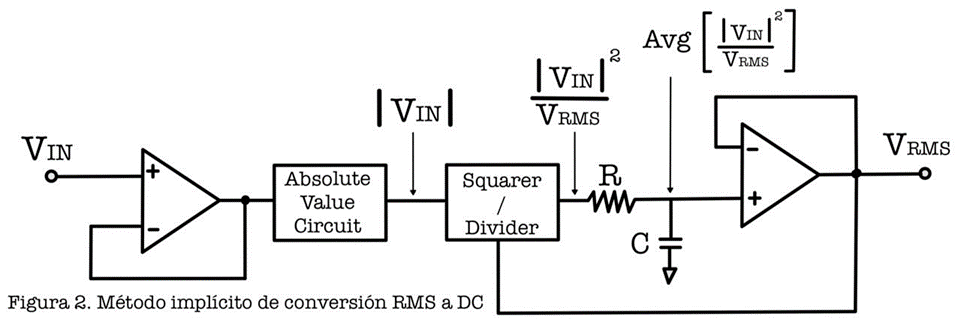 Avg [|VIN|² / VRMS]
|VIN|² / VRMS
|VIN|
VIN
+
-
Absolute
Value
Circuit
Squarer
/
Divider
R
C
-
+
VRMS
Figura 2. Método implícito de conversión RMS a DC